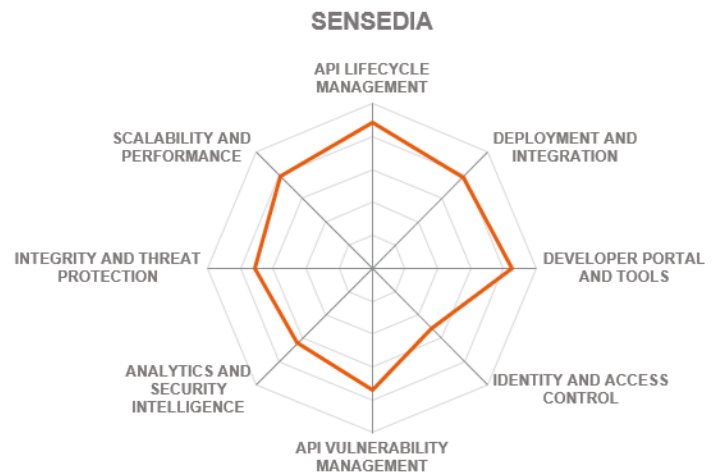 SENSEDIA
API LIFECYCLE
MANAGEMENT
SCALABILITY AND
PERFORMANCE
DEPLOYMENT AND
INTEGRATION
INTEGRITY AND THREAT
PROTECTION
DEVELOPER PORTAL
AND TOOLS
ANALYTICS AND
SECURITY
INTELLIGENCE
IDENTITY AND ACCESS
CONTROL
API VULNERABILITY
MANAGEMENT